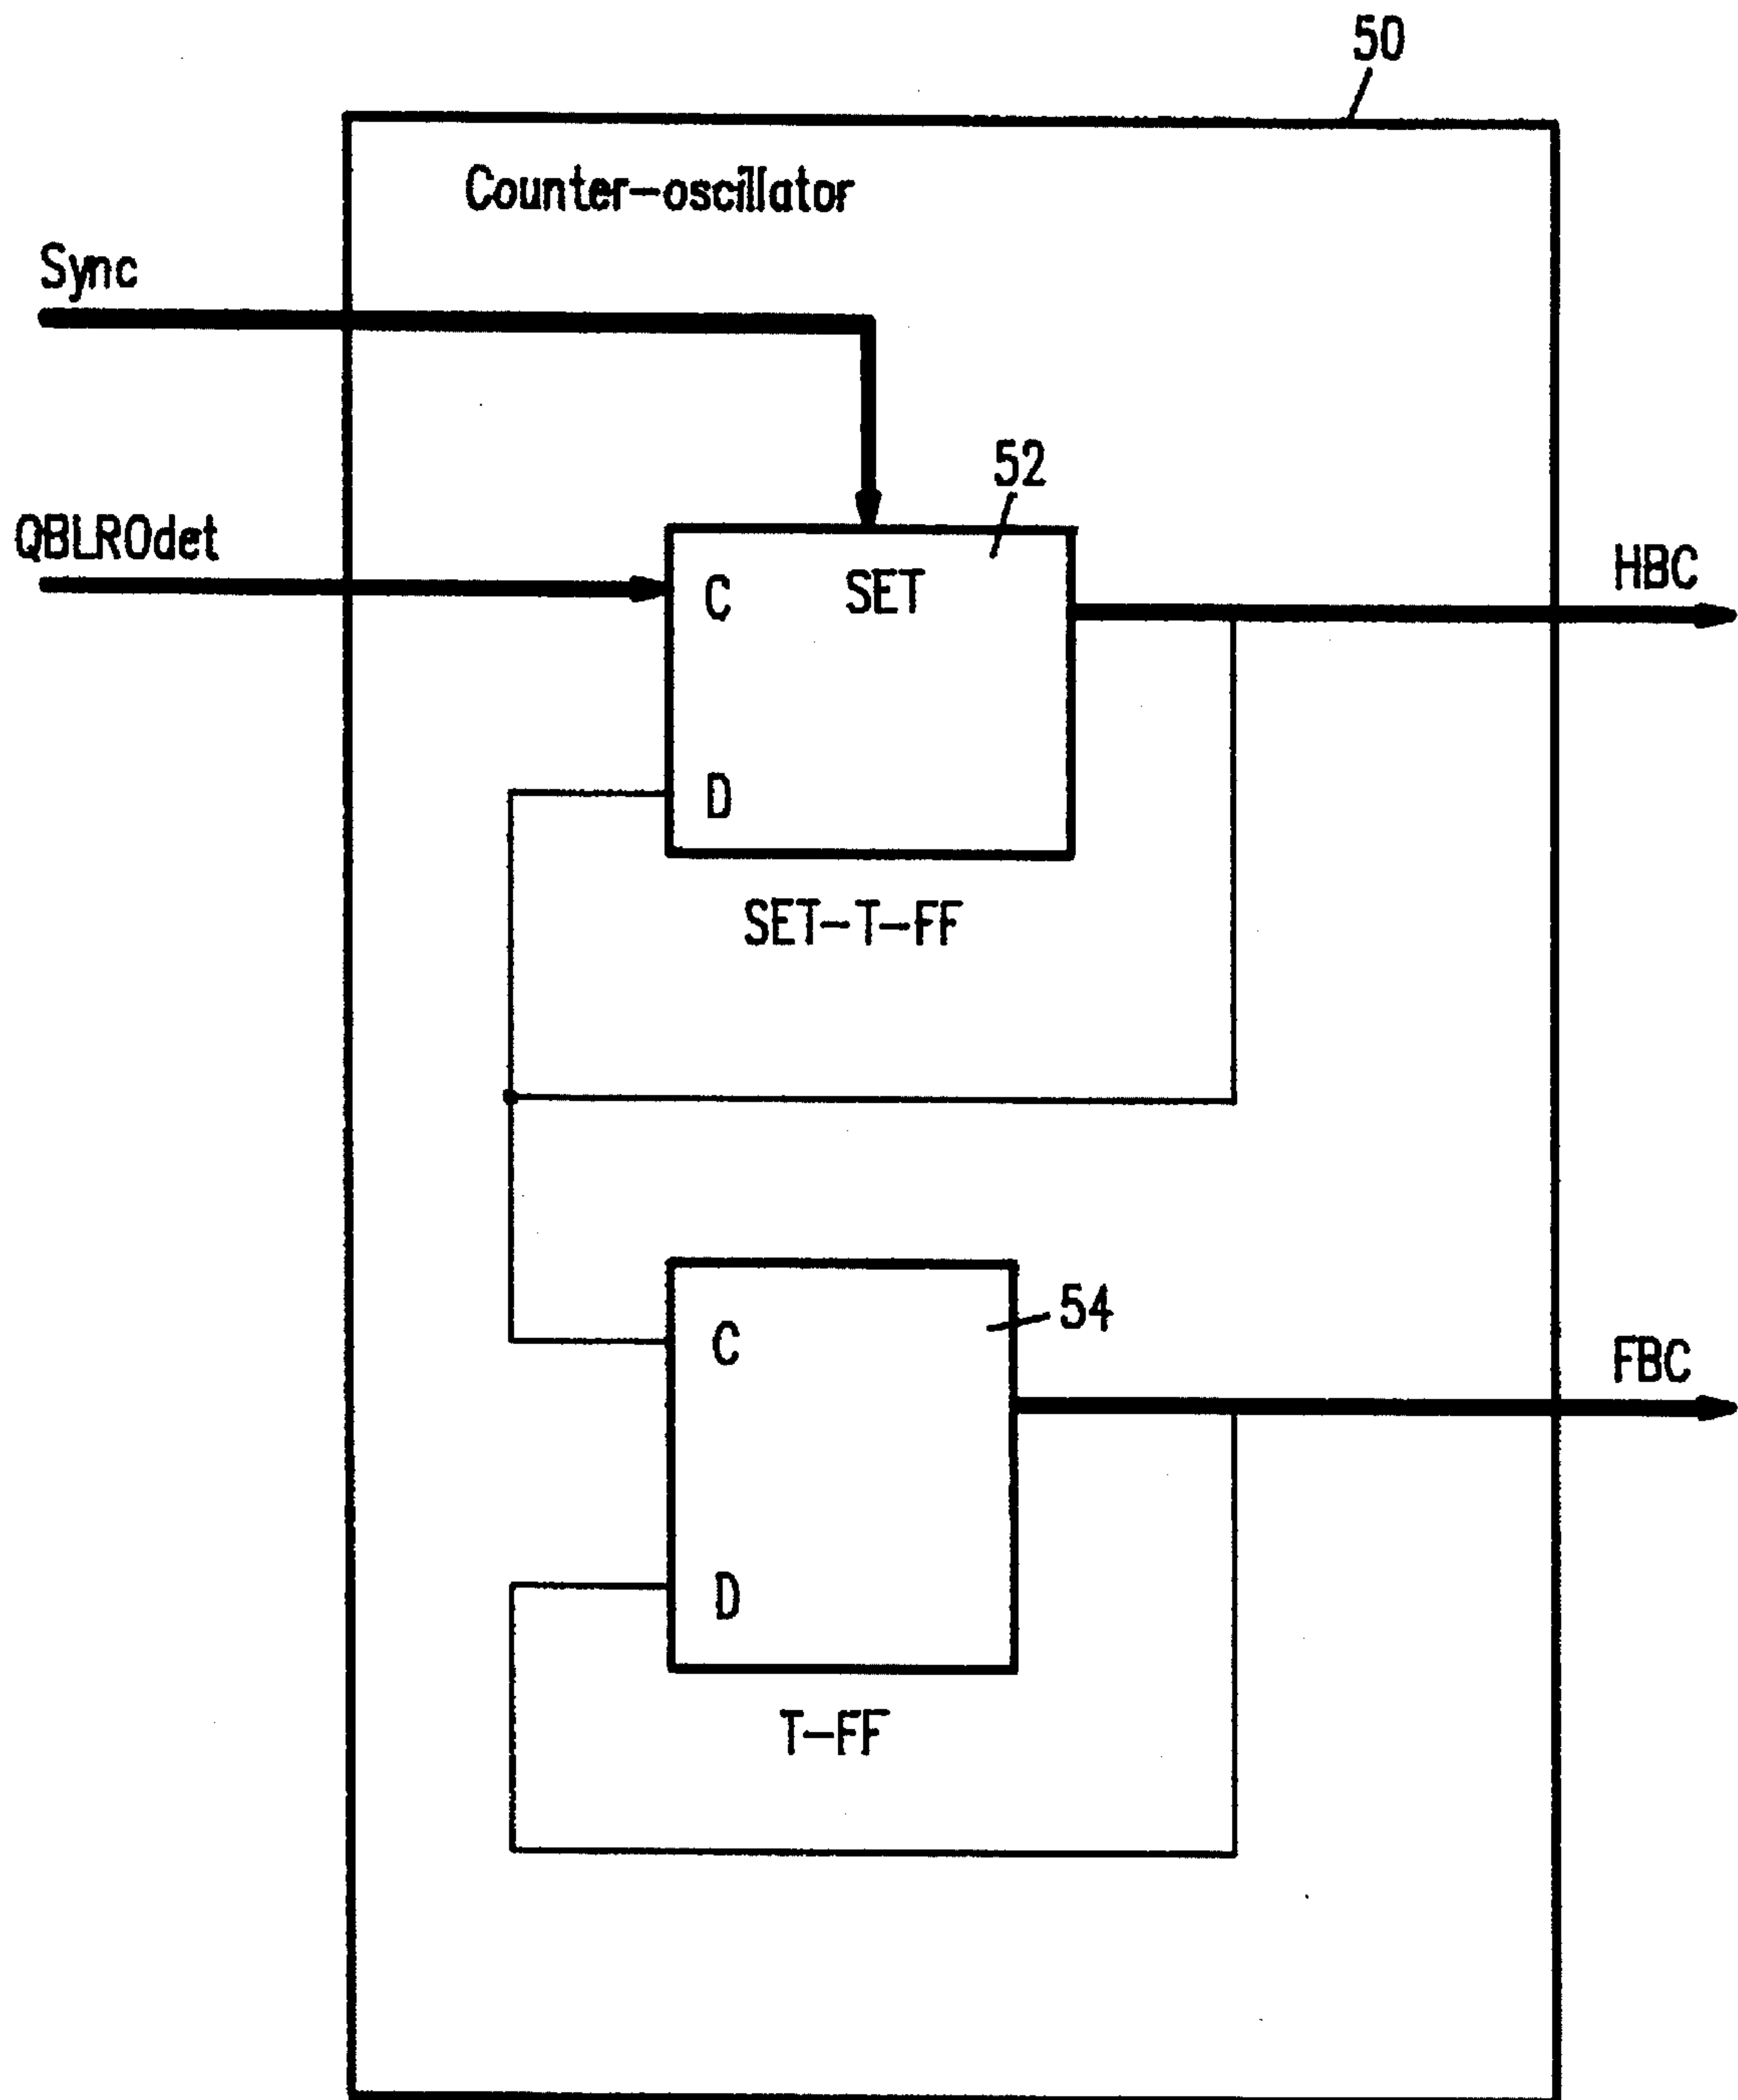 50
Counter-oscillator
Sync
52
QBLROdet
HBC
C
SET
D
SET-T-FF
54
C
FBC
D
T-FF